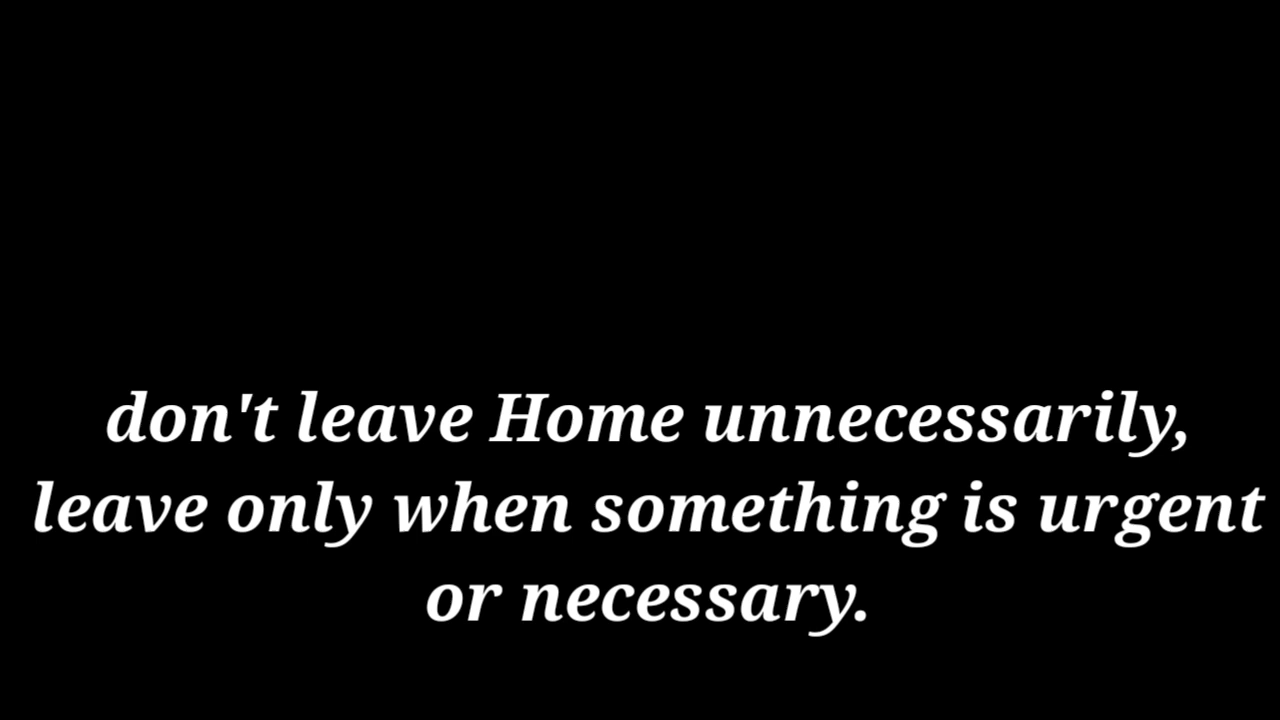 don't leave Home unnecessarily,
leave only when something is urgent
or necessary.